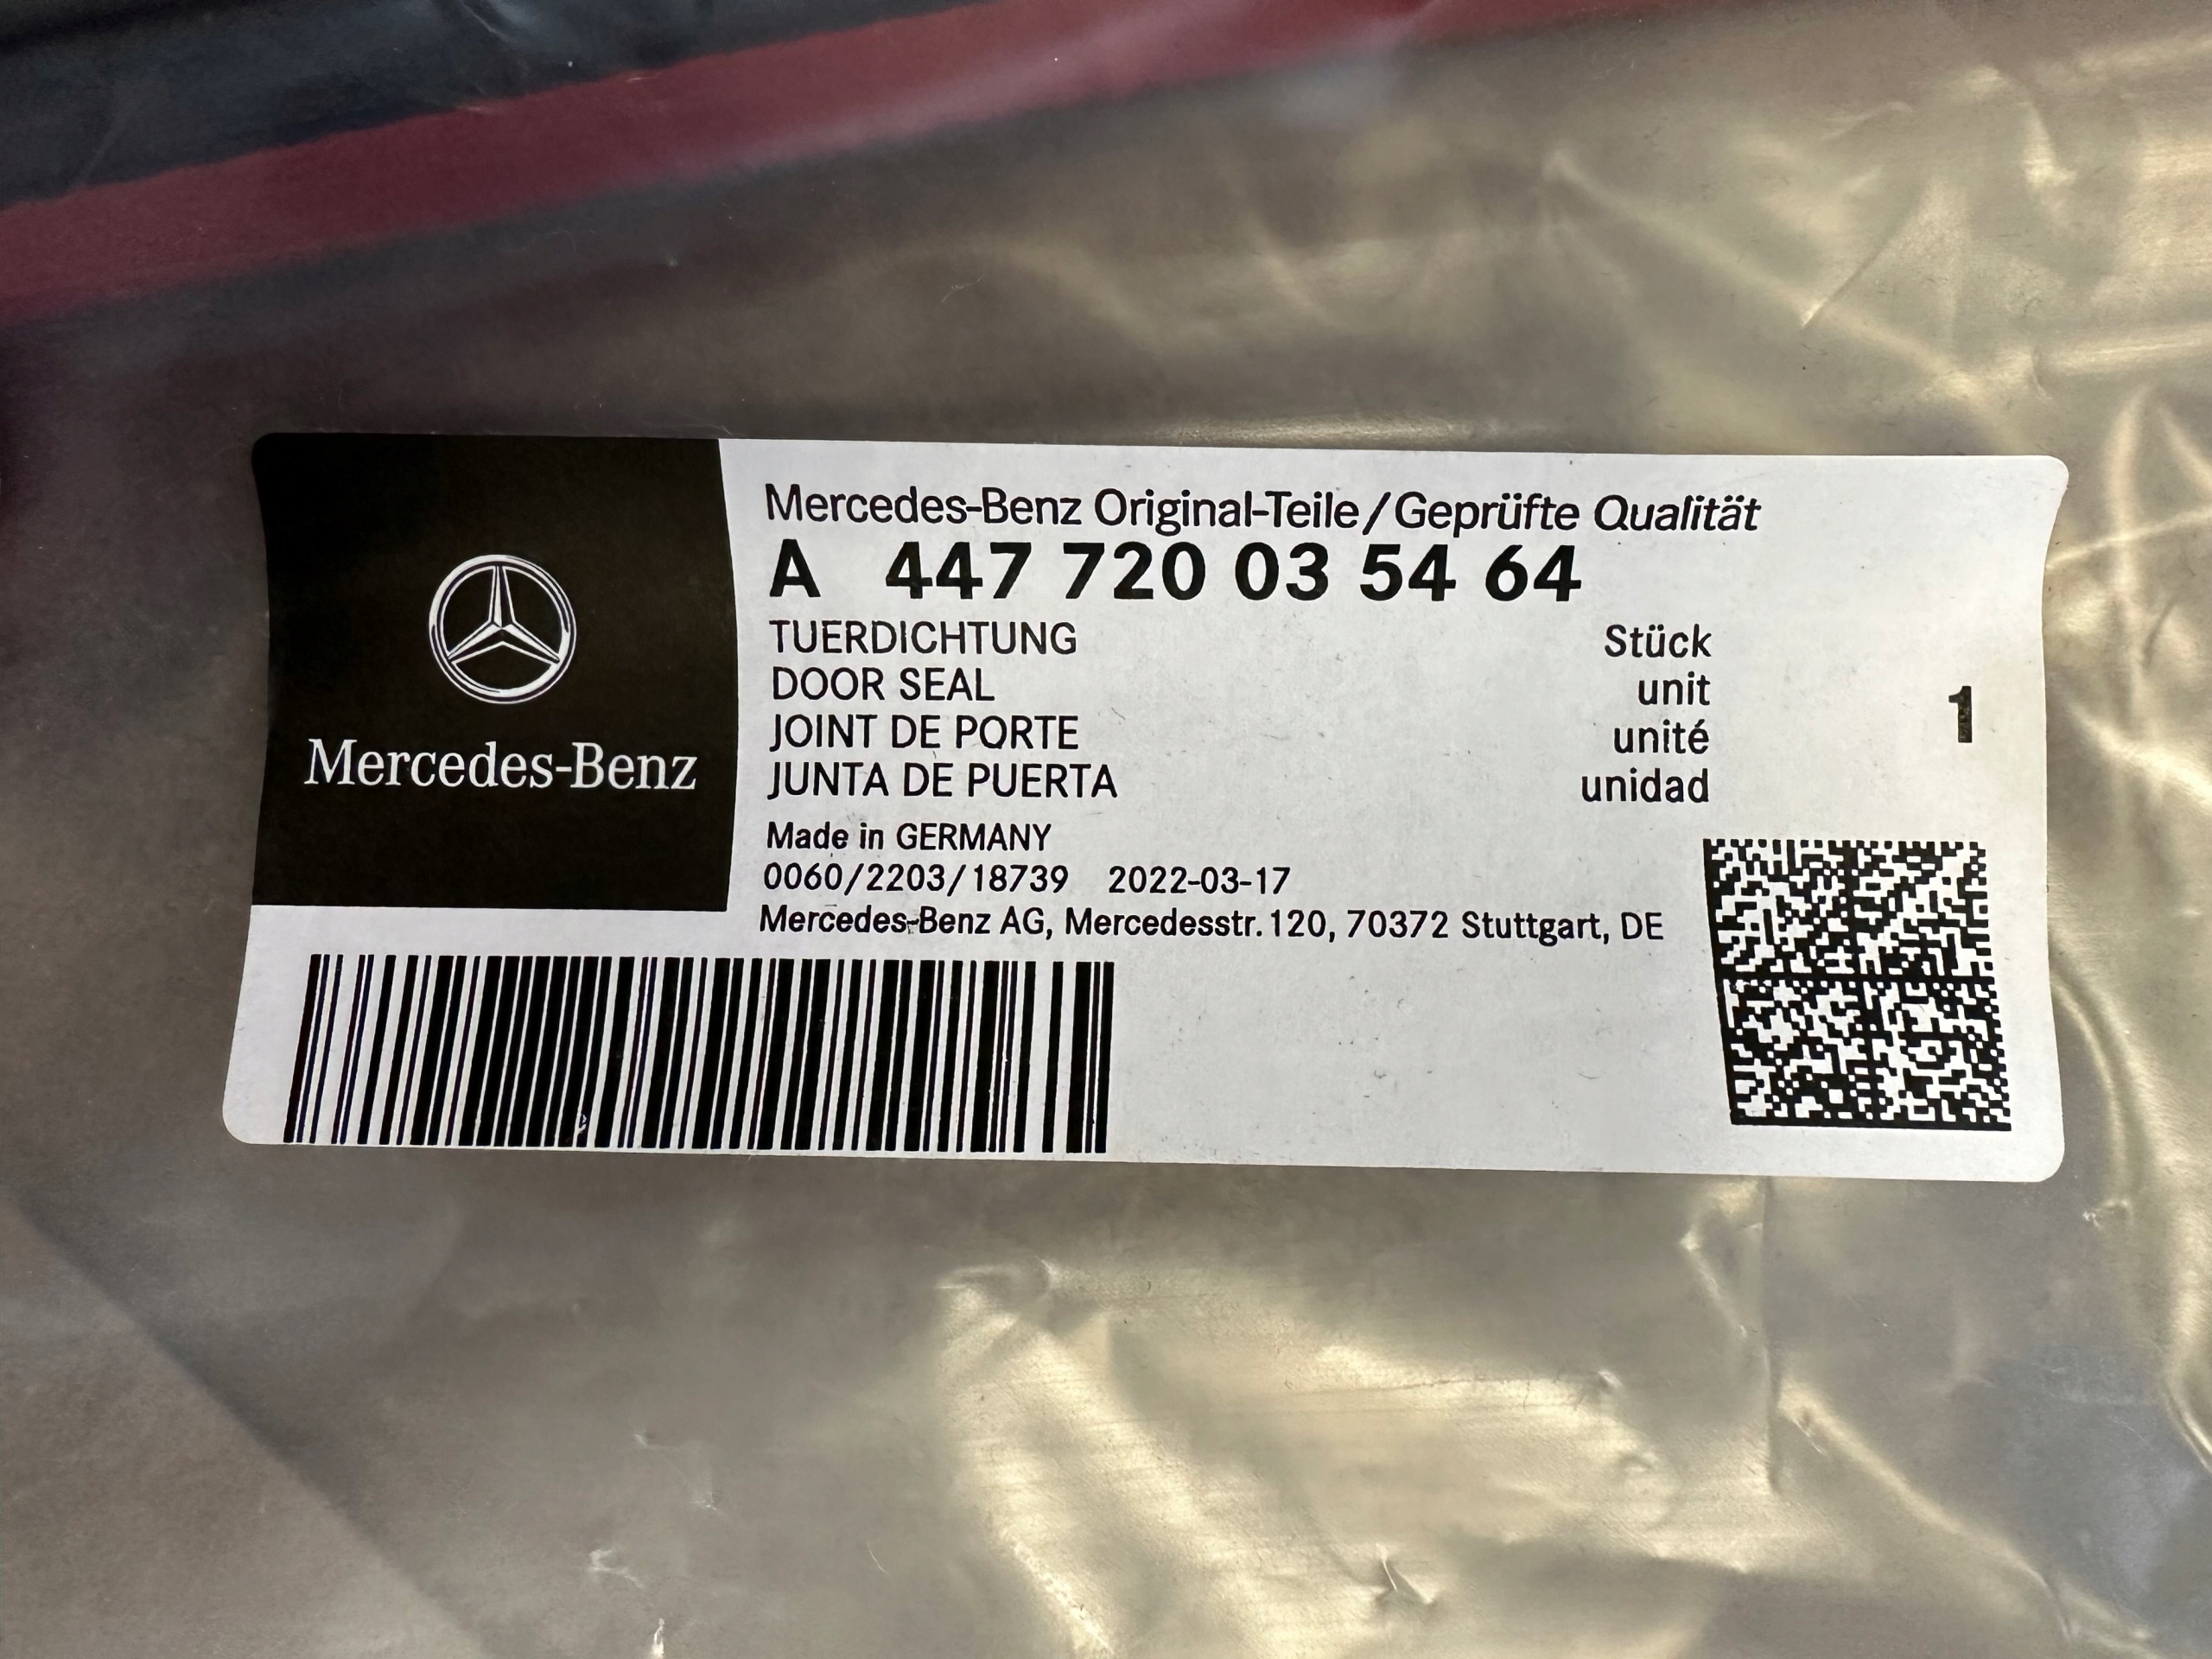 Mercedes-Benz
Mercedes-Benz Original-Teile/Geprüfte Qualität
A 447 720 03 54 64
TUERDICHTUNG Stück
DOOR SEAL unit
JOINT DE PORTE unité
JUNTA DE PUERTA unidad
1
Made in GERMANY
0060/2203/18739 2022-03-17
Mercedes-Benz AG, Mercedesstr. 120, 70372 Stuttgart, DE